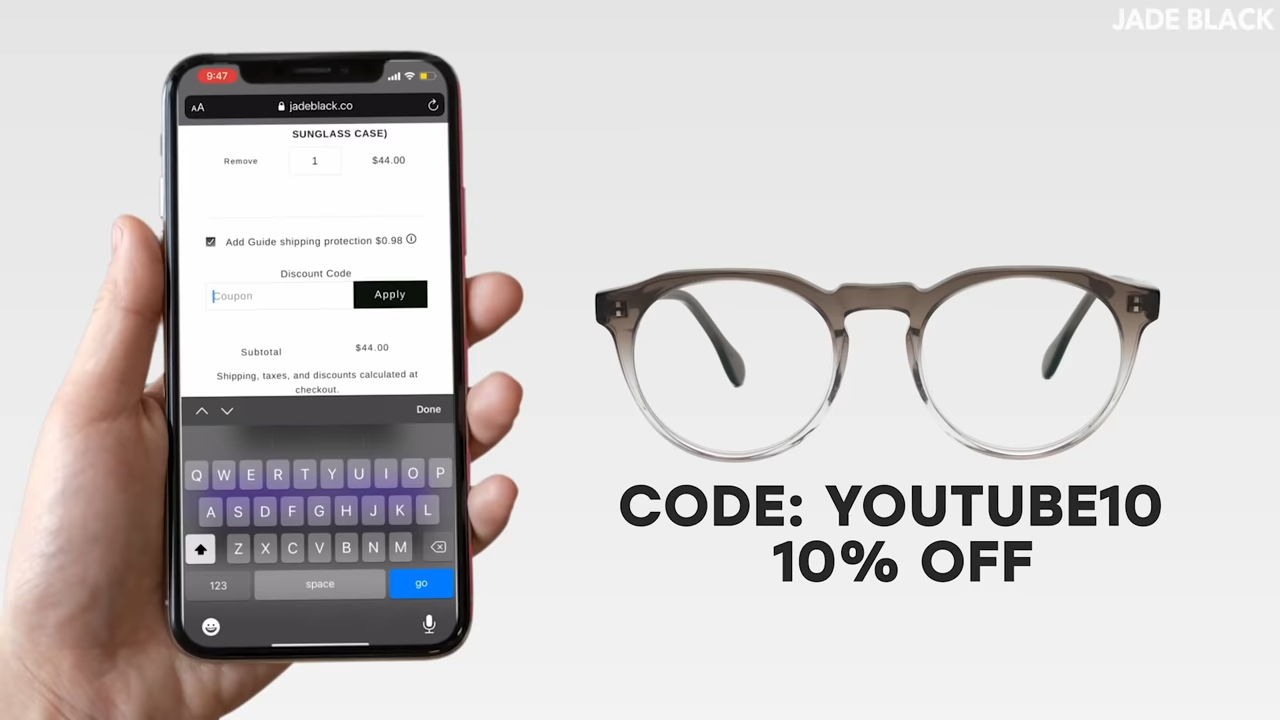 JADE BLACK
9:47
AA jadeblack.co
SUNGLASS CASE)
Remove 1 $44.00
Add Guide shipping protection $0.98
Discount Code
Coupon Apply
Subtotal $44.00
Shipping, taxes, and discounts calculated at
checkout.
Done
Q W E R T Y U I O P
A S D F G H J K L
Z X C V B N M
123 space go
CODE: YOUTUBE10
10% OFF